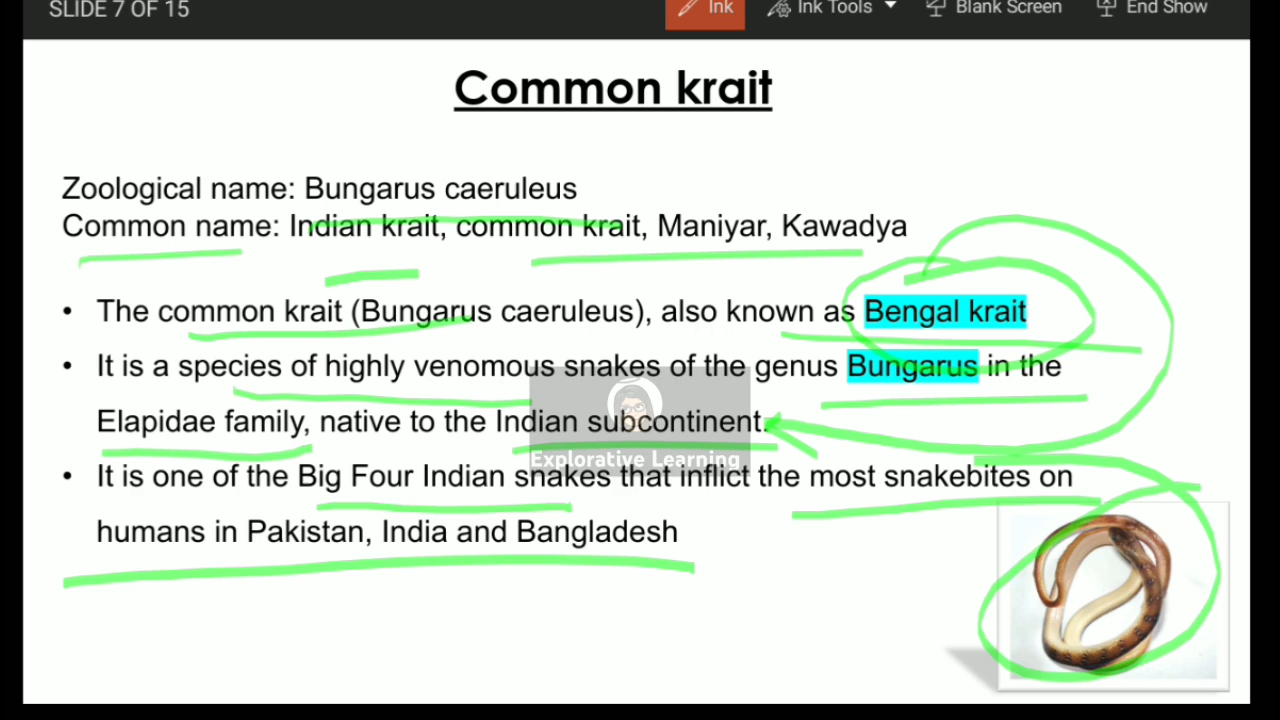 SLIDE 7 OF 15
Ink
Ink Tools
Blank Screen
End Show
Common krait
Zoological name: Bungarus caeruleus
Common name: Indian krait, common krait, Maniyar, Kawadya
• The common krait (Bungarus caeruleus), also known as Bengal krait
• It is a species of highly venomous snakes of the genus Bungarus in the
Elapidae family, native to the Indian subcontinent.
Explorative Learning
• It is one of the Big Four Indian snakes that inflict the most snakebites on
humans in Pakistan, India and Bangladesh